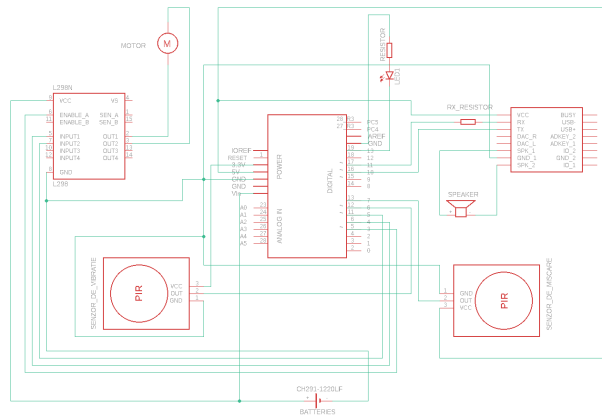 MOTOR
M
L298N
VCC VS
ENABLE_A SEN_A
ENABLE_B SEN_B
INPUT1 OUT1
INPUT2 OUT2
INPUT3 OUT3
INPUT4 OUT4
GND
L298
RESISTOR
LED1
IOREF
RESET
3.3V
5V
GND
GND
Vin
POWER
A0
A1
A2
A3
A4
A5
ANALOG IN
DIGITAL
PC5
PC4
AREF
GND
13
12
11
10
9
8
7
6
5
4
3
2
1
0
RX_RESISTOR
VCC BUSY
RX USB-
TX USB+
DAC_R ADKEY_2
DAC_L ADKEY_1
SPK_1 IO_2
GND_1 GND_2
SPK_2 IO_1
SPEAKER
SENZOR_DE_VIBRATIE
PIR
VCC
OUT
GND
SENZOR_DE_MISCARE
PIR
GND
OUT
VCC
CH291-1220LF
BATTERIES